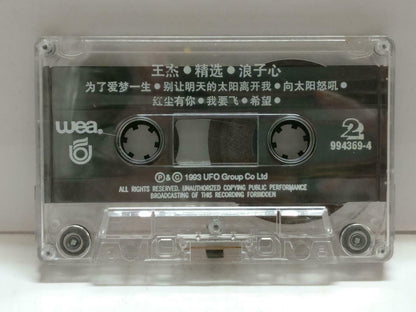 王杰●精选●浪子心
为了爱梦一生●别让明天的太阳离开我●向太阳怒吼●
红尘有你●我要飞●希望●
wea.
2
994369-4
Ⓟ & © 1993 UFO Group Co Ltd
ALL RIGHTS RESERVED. UNAUTHORIZED COPYING PUBLIC PERFORMANCE
BROADCASTING OF THIS RECORDING FORBIDDEN